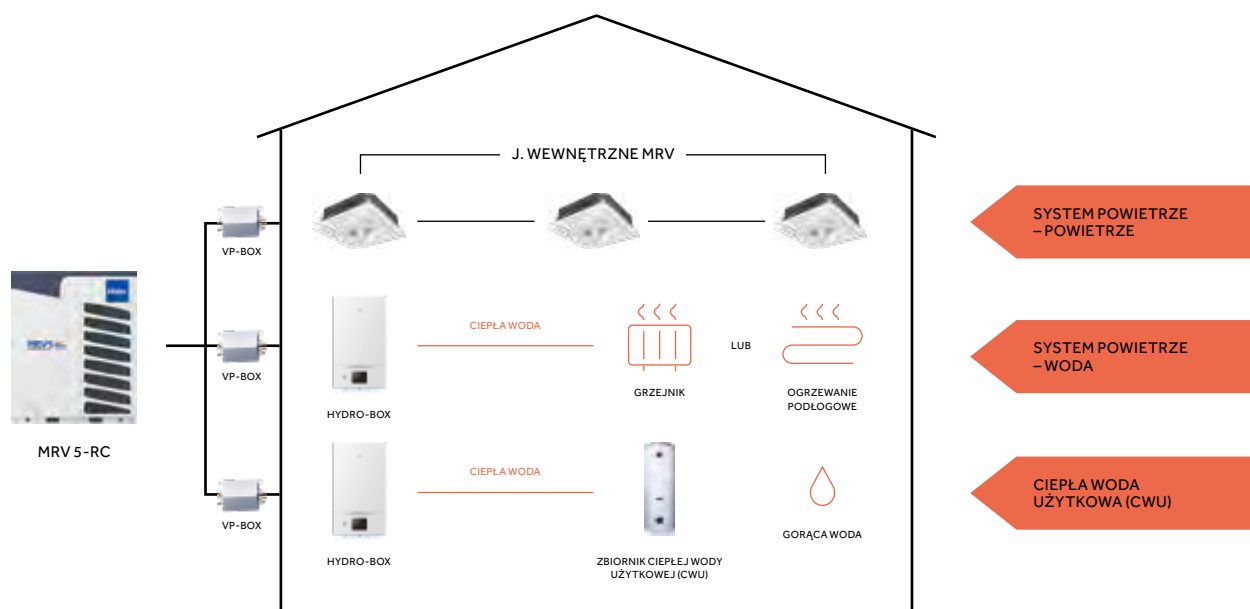 J. WEWNĘTRZNE MRV
VP-BOX
SYSTEM POWIETRZE
– POWIETRZE
MRV 5-RC
VP-BOX
HYDRO-BOX
CIEPŁA WODA
GRZEJNIK
LUB
OGRZEWANIE
PODŁOGOWE
SYSTEM POWIETRZE
– WODA
VP-BOX
HYDRO-BOX
CIEPŁA WODA
ZBIORNIK CIEPŁEJ WODY
UŻYTKOWEJ (CWU)
GORĄCA WODA
CIEPŁA WODA
UŻYTKOWA (CWU)